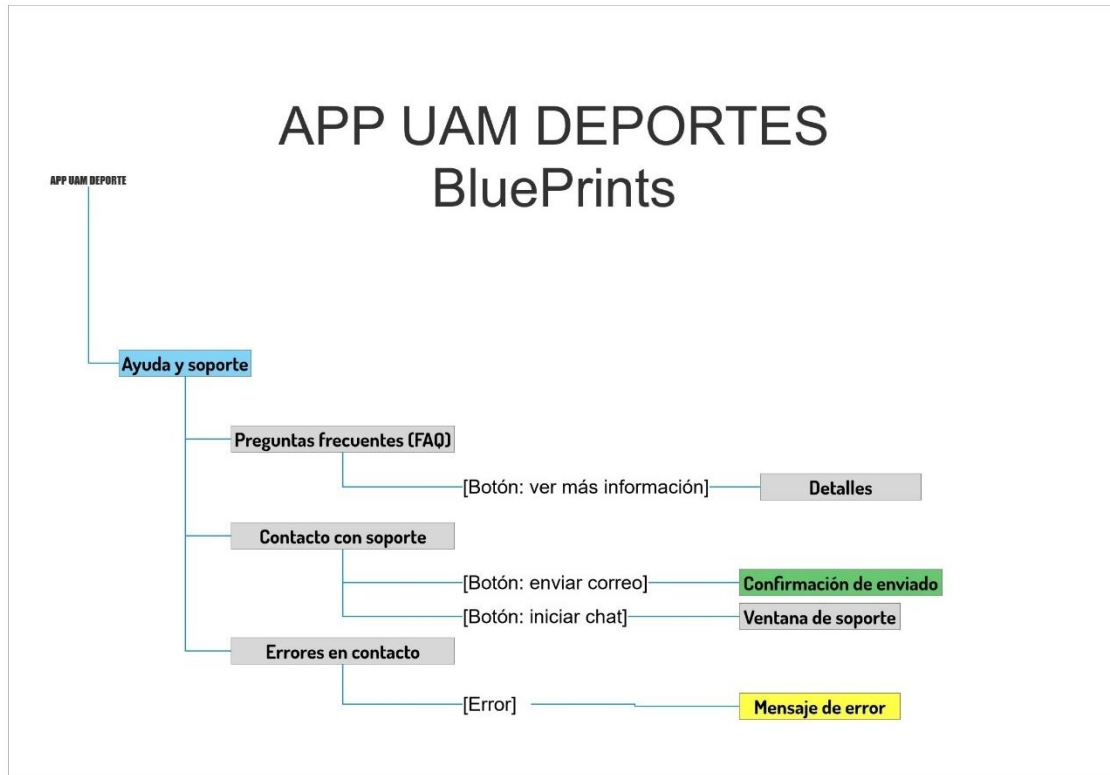 APP UAM DEPORTES
BluePrints
APP UAM DEPORTE
Ayuda y soporte
Preguntas frecuentes (FAQ)
[Botón: ver más información]
Detalles
Contacto con soporte
[Botón: enviar correo]
Confirmación de enviado
[Botón: iniciar chat]
Ventana de soporte
Errores en contacto
[Error]
Mensaje de error